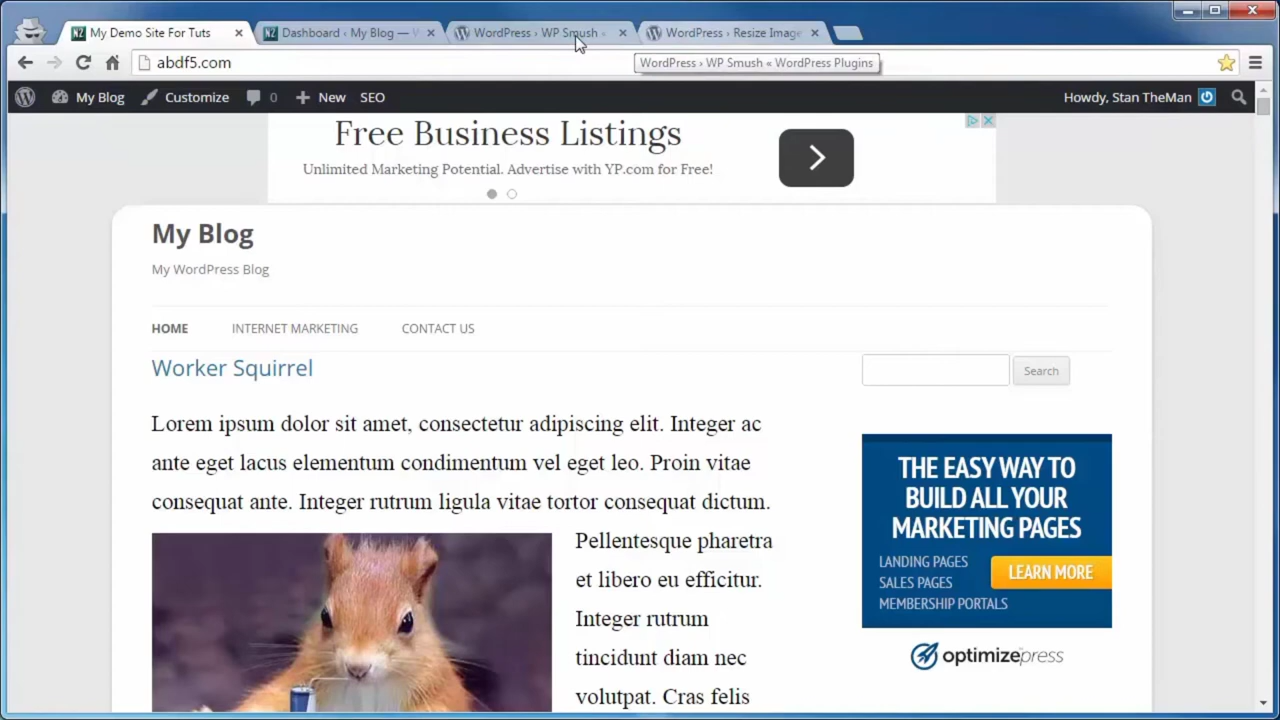 My Demo Site For Tuts
Dashboard ‹ My Blog — W
WordPress › WP Smush «
WordPress › Resize Image
abdf5.com
WordPress › WP Smush « WordPress Plugins
My Blog
Customize
0
New
SEO
Howdy, Stan TheMan
Free Business Listings
Unlimited Marketing Potential. Advertise with YP.com for Free!
My Blog
My WordPress Blog
HOME
INTERNET MARKETING
CONTACT US
Worker Squirrel
Search
Lorem ipsum dolor sit amet, consectetur adipiscing elit. Integer ac
ante eget lacus elementum condimentum vel eget leo. Proin vitae
consequat ante. Integer rutrum ligula vitae tortor consequat dictum.
Pellentesque pharetra
et libero eu efficitur.
Integer rutrum
tincidunt diam nec
volutpat. Cras felis
THE EASY WAY TO
BUILD ALL YOUR
MARKETING PAGES
LANDING PAGES
SALES PAGES
MEMBERSHIP PORTALS
LEARN MORE
optimizepress